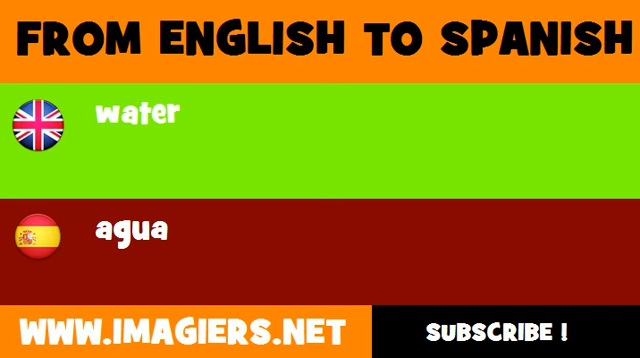 FROM ENGLISH TO SPANISH
water
agua
WWW.IMAGIERS.NET
SUBSCRIBE !